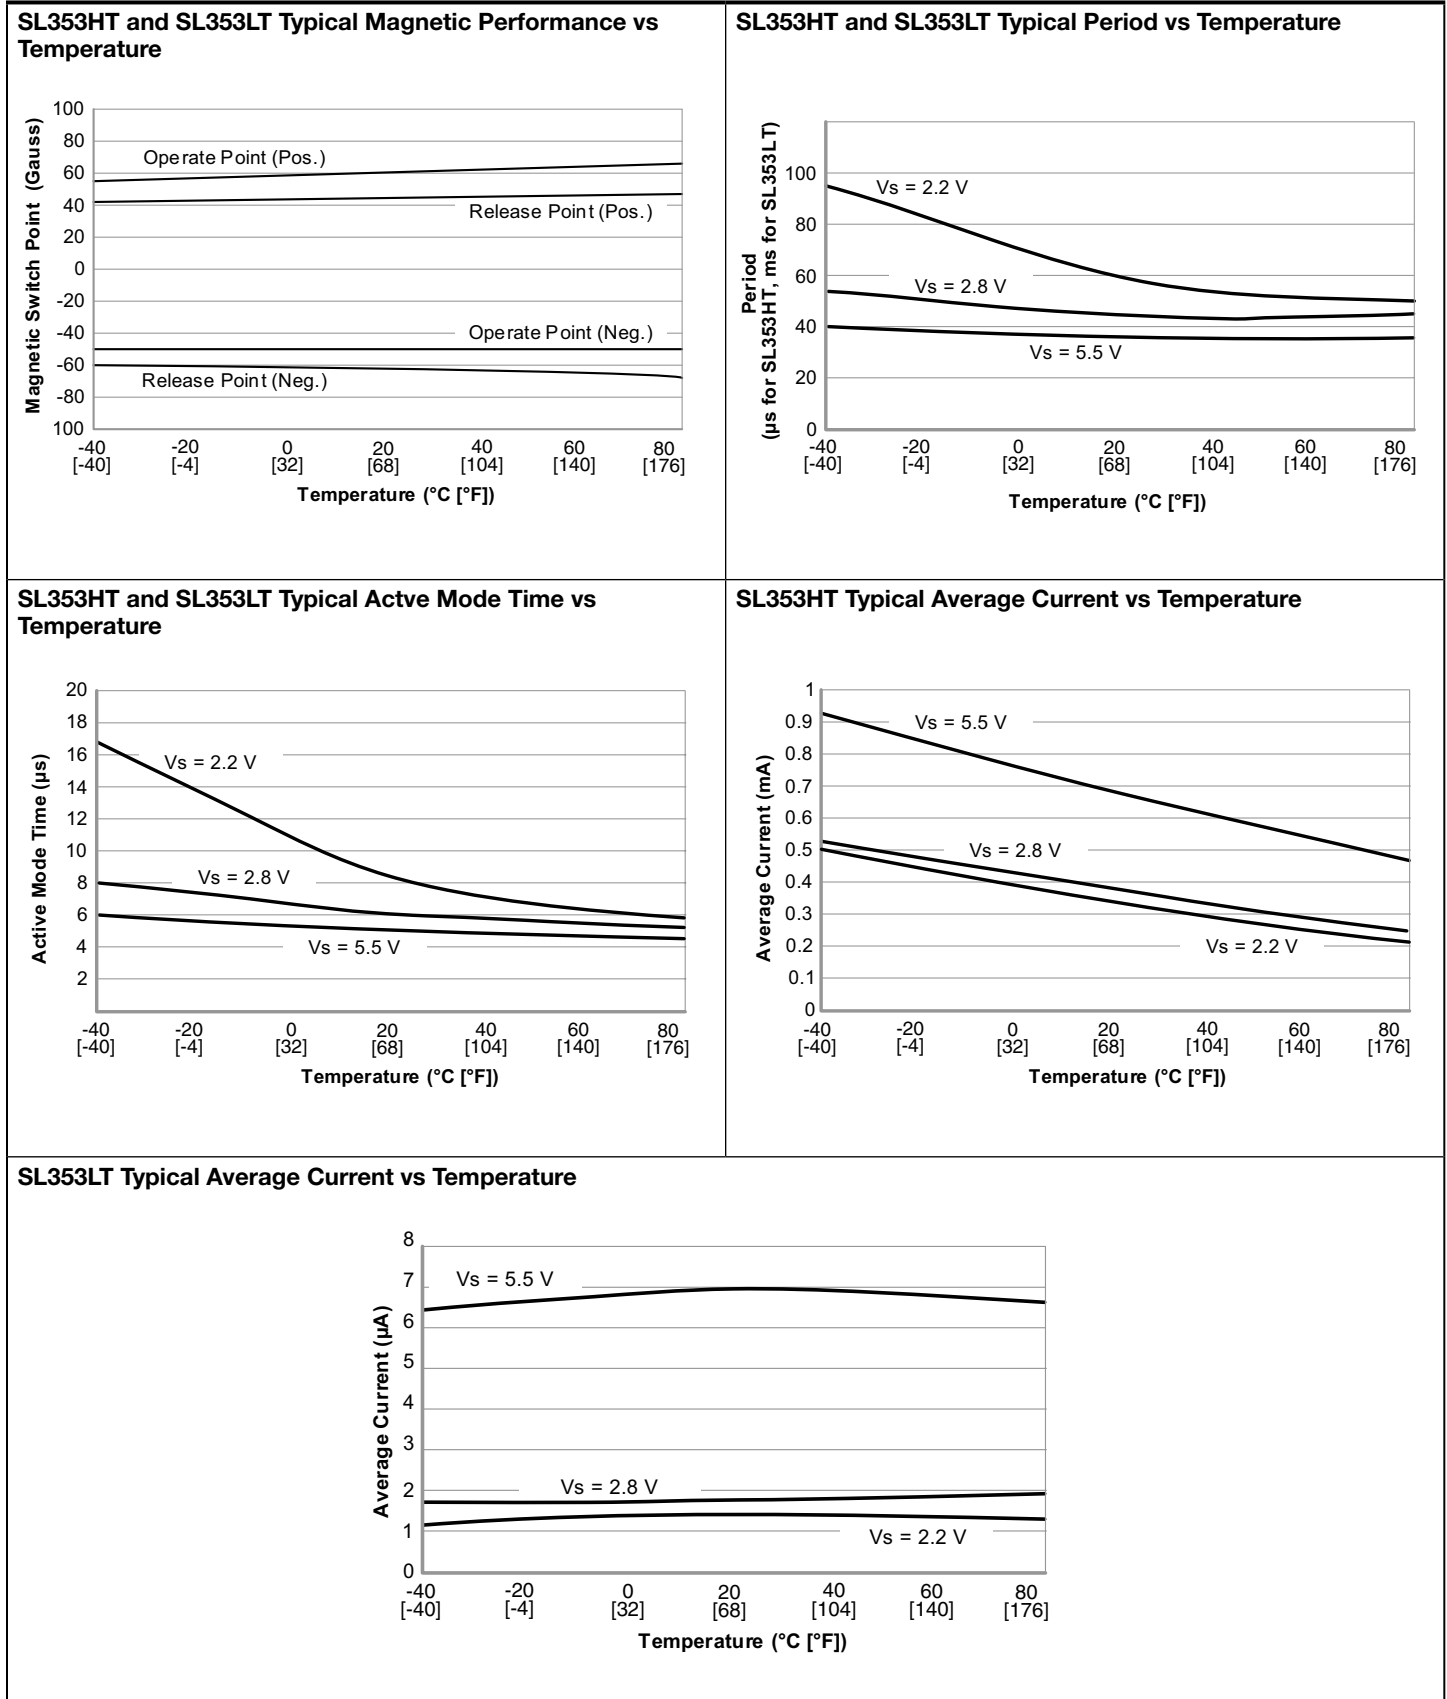 SL353HT and SL353LT Typical Magnetic Performance vs
Temperature
Magnetic Switch Point (Gauss)
100
80
60
40
20
0
-20
-40
-60
-80
100
Operate Point (Pos.)
Release Point (Pos.)
Operate Point (Neg.)
Release Point (Neg.)
-40 -20 0 20 40 60 80
[-40] [-4] [32] [68] [104] [140] [176]
Temperature (°C [°F])
SL353HT and SL353LT Typical Period vs Temperature
Period
(µs for SL353HT, ms for SL353LT)
100
80
60
40
20
0
Vs = 2.2 V
Vs = 2.8 V
Vs = 5.5 V
-40 -20 0 20 40 60 80
[-40] [-4] [32] [68] [104] [140] [176]
Temperature (°C [°F])
SL353HT and SL353LT Typical Actve Mode Time vs
Temperature
Active Mode Time (µs)
20
18
16
14
12
10
8
6
4
2
Vs = 2.2 V
Vs = 2.8 V
Vs = 5.5 V
-40 -20 0 20 40 60 80
[-40] [-4] [32] [68] [104] [140] [176]
Temperature (°C [°F])
SL353HT Typical Average Current vs Temperature
Average Current (mA)
1
0.9
0.8
0.7
0.6
0.5
0.4
0.3
0.2
0.1
0
Vs = 5.5 V
Vs = 2.8 V
Vs = 2.2 V
-40 -20 0 20 40 60 80
[-40] [-4] [32] [68] [104] [140] [176]
Temperature (°C [°F])
SL353LT Typical Average Current vs Temperature
Average Current (µA)
8
7
6
5
4
3
2
1
0
Vs = 5.5 V
Vs = 2.8 V
Vs = 2.2 V
-40 -20 0 20 40 60 80
[-40] [-4] [32] [68] [104] [140] [176]
Temperature (°C [°F])